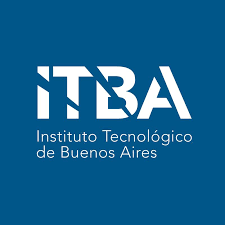 ITBA
Instituto Tecnológico
de Buenos Aires